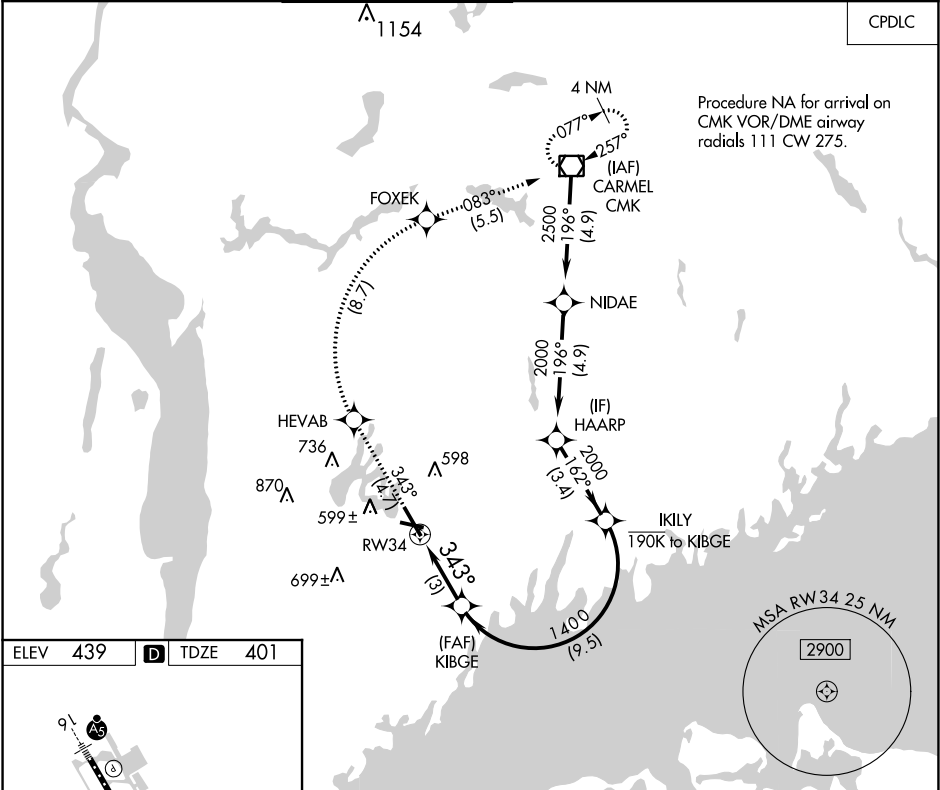 1154
CPDLC
4 NM
Procedure NA for arrival on
CMK VOR/DME airway
radials 111 CW 275.
077°
257°
(IAF)
CARMEL
CMK
FOXEK
083°
(5.5)
2500
196°
(4.9)
(8.7)
NIDAE
2000
196°
(4.9)
(IF)
HAARP
HEVAB
736
598
2000
162°
(3.4)
343°
(4.7)
870
599±
IKILY
190K to KIBGE
RW34
343°
(3)
699±
1400
(9.5)
(FAF)
KIBGE
MSA RW34 25 NM
2900
ELEV 439 D TDZE 401
16
A5
P